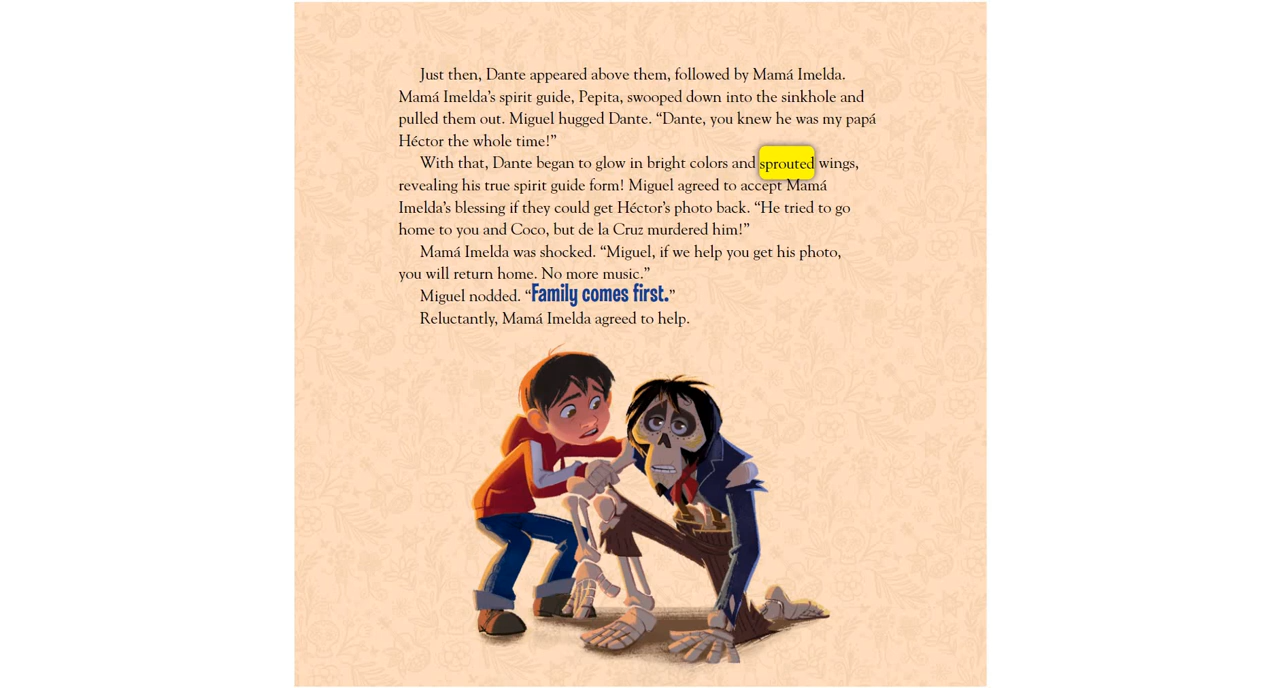 Just then, Dante appeared above them, followed by Mamá Imelda.
Mamá Imelda’s spirit guide, Pepita, swooped down into the sinkhole and
pulled them out. Miguel hugged Dante. “Dante, you knew he was my papá
Héctor the whole time!”
With that, Dante began to glow in bright colors and sprouted wings,
revealing his true spirit guide form! Miguel agreed to accept Mamá
Imelda’s blessing if they could get Héctor’s photo back. “He tried to go
home to you and Coco, but de la Cruz murdered him!”
Mamá Imelda was shocked. “Miguel, if we help you get his photo,
you will return home. No more music.”
Miguel nodded. “Family comes first.”
Reluctantly, Mamá Imelda agreed to help.